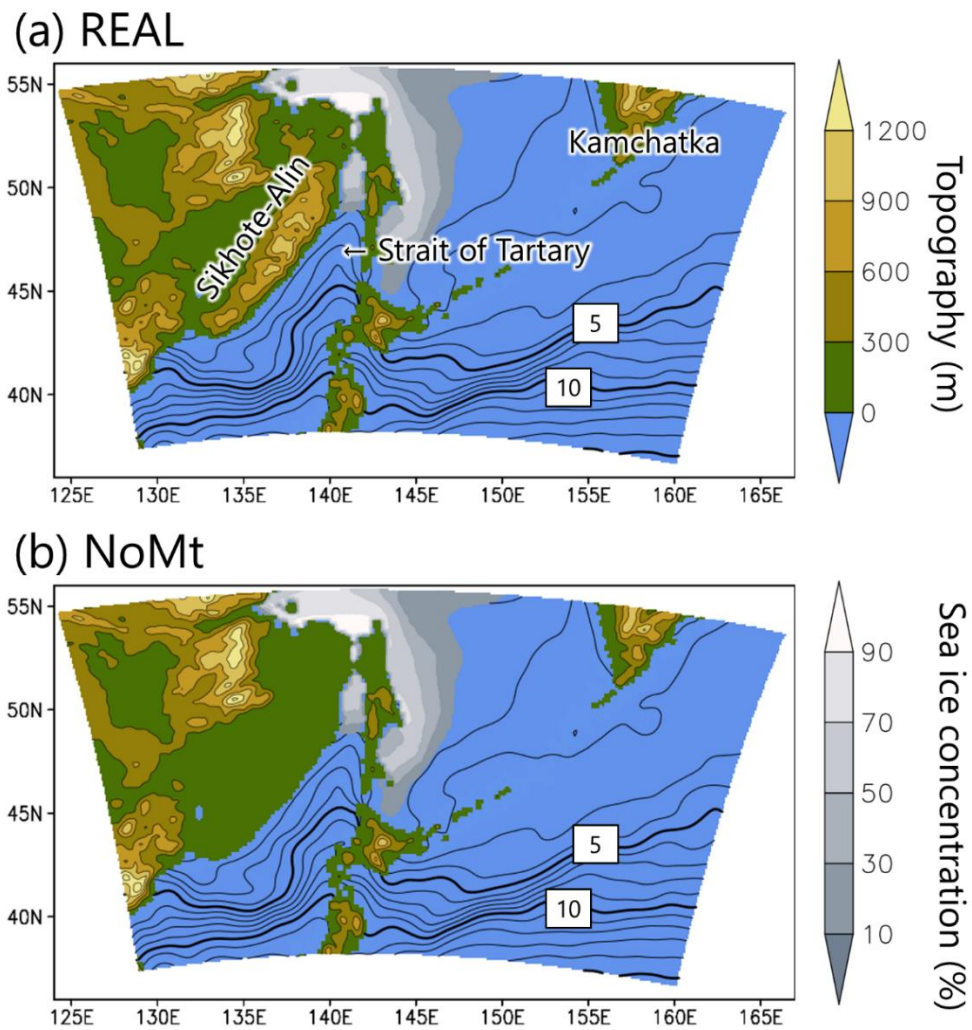 (a) REAL
55N
50N
45N
40N
125E 130E 135E 140E 145E 150E 155E 160E 165E
Sikhote-Alin
Kamchatka
← Strait of Tartary
5
10
1200
900
600
300
0
Topography (m)
(b) NoMt
55N
50N
45N
40N
125E 130E 135E 140E 145E 150E 155E 160E 165E
5
10
90
70
50
30
10
Sea ice concentration (%)